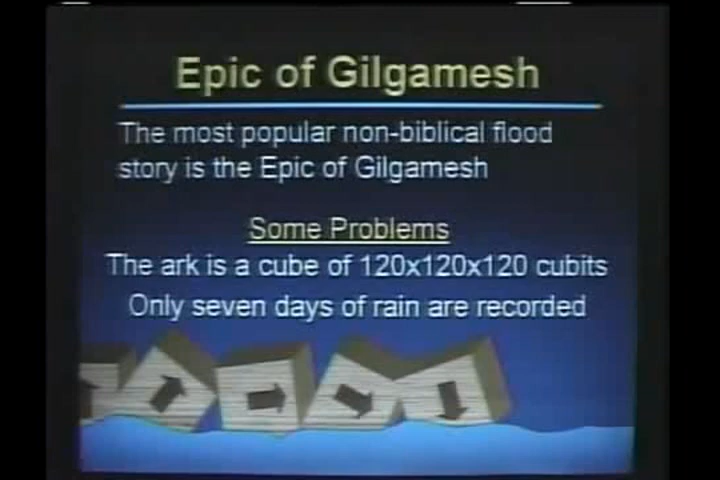 Epic of Gilgamesh
The most popular non-biblical flood
story is the Epic of Gilgamesh
Some Problems
The ark is a cube of 120x120x120 cubits
Only seven days of rain are recorded